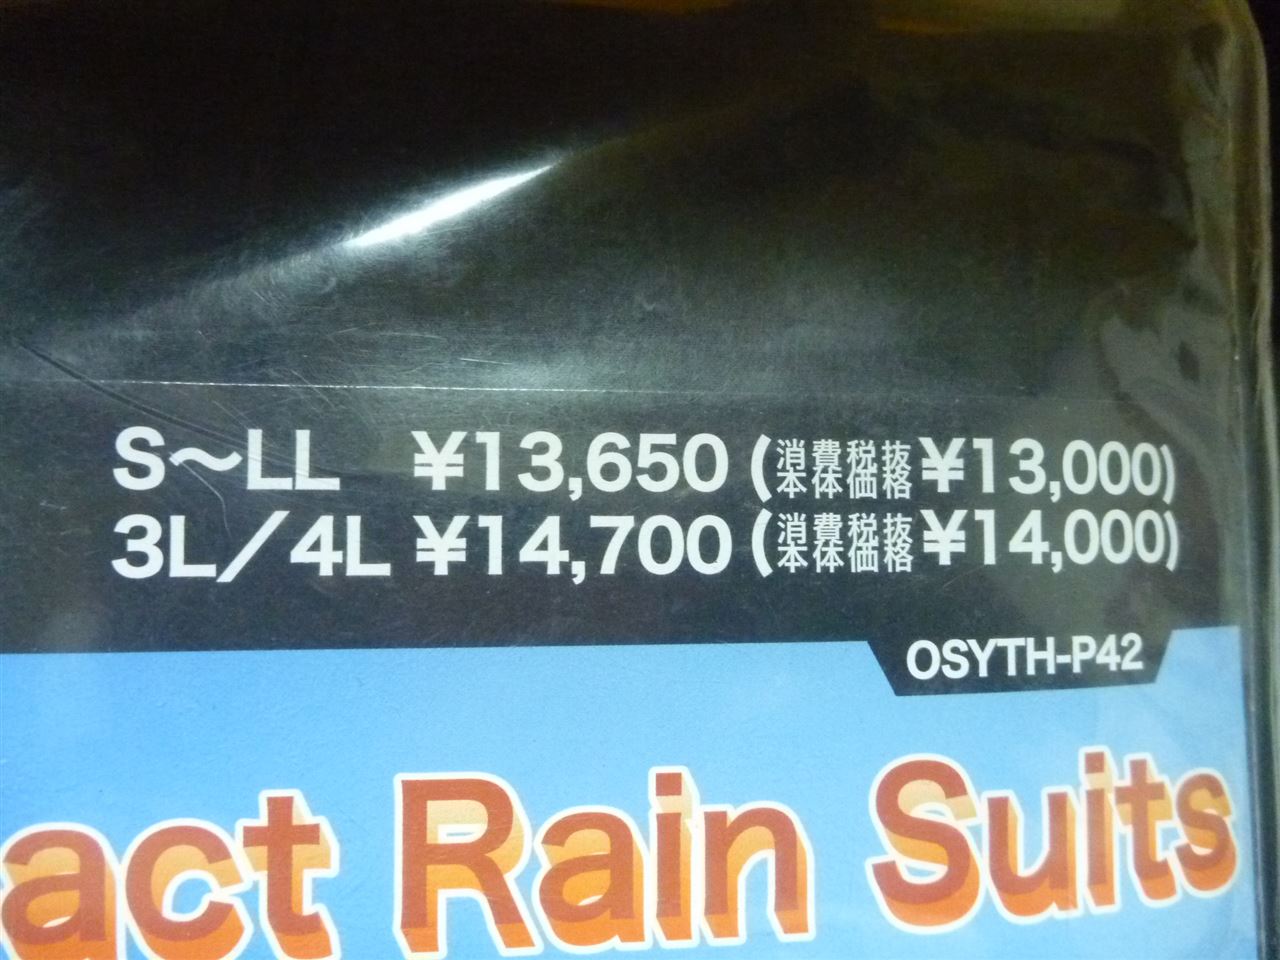 S〜LL ¥13,650 (消費税抜本体価格¥13,000)
3L/4L ¥14,700 (消費税抜本体価格¥14,000)
OSYTH-P42
act Rain Suits